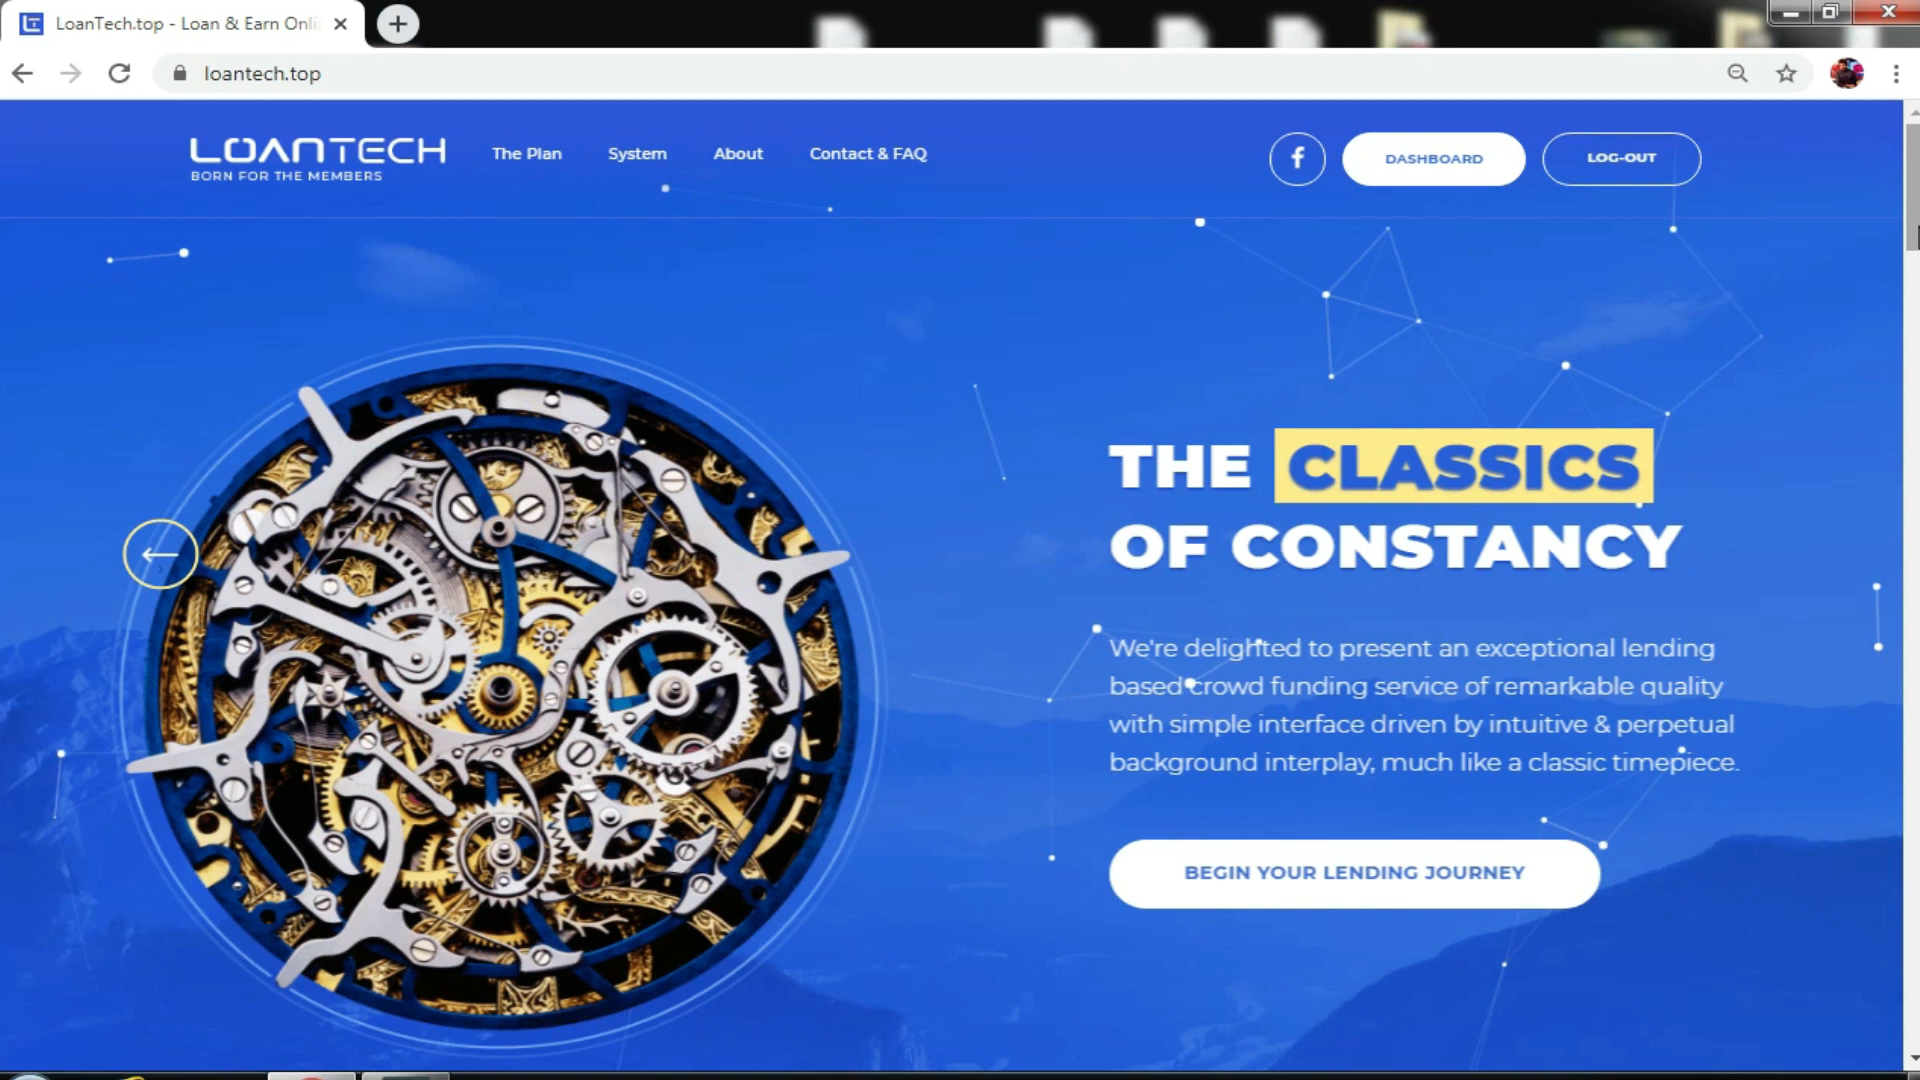 LoanTech.top - Loan & Earn Onli
loantech.top
LOANTECH
BORN FOR THE MEMBERS
The Plan
System
About
Contact & FAQ
DASHBOARD
LOG-OUT
THE CLASSICS
OF CONSTANCY
We're delighted to present an exceptional lending
based crowd funding service of remarkable quality
with simple interface driven by intuitive & perpetual
background interplay, much like a classic timepiece.
BEGIN YOUR LENDING JOURNEY